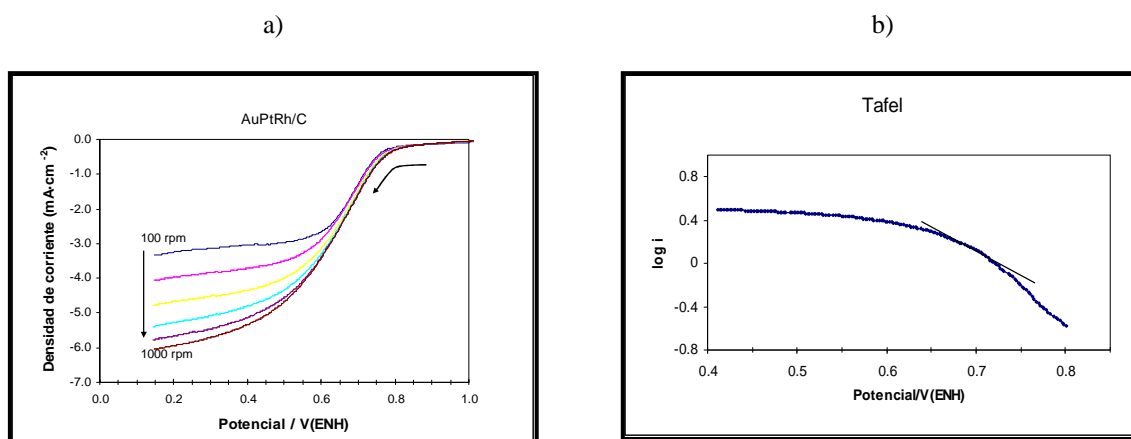 a)
b)
AuPtRh/C
0.0
-1.0
-2.0
-3.0
-4.0
-5.0
-6.0
-7.0
100 rpm
1000 rpm
0.0 0.2 0.4 0.6 0.8 1.0
Densidad de corriente (mA·cm⁻²)
Potencial / V(ENH)
Tafel
0.8
0.4
0
-0.4
-0.8
0.4 0.5 0.6 0.7 0.8
log i
Potencial/V(ENH)